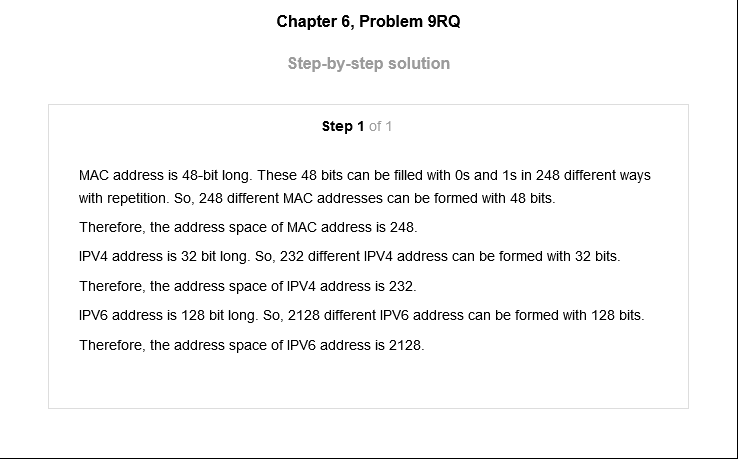 Chapter 6, Problem 9RQ
Step-by-step solution
Step 1 of 1
MAC address is 48-bit long. These 48 bits can be filled with 0s and 1s in 248 different ways
with repetition. So, 248 different MAC addresses can be formed with 48 bits.
Therefore, the address space of MAC address is 248.
IPV4 address is 32 bit long. So, 232 different IPV4 address can be formed with 32 bits.
Therefore, the address space of IPV4 address is 232.
IPV6 address is 128 bit long. So, 2128 different IPV6 address can be formed with 128 bits.
Therefore, the address space of IPV6 address is 2128.